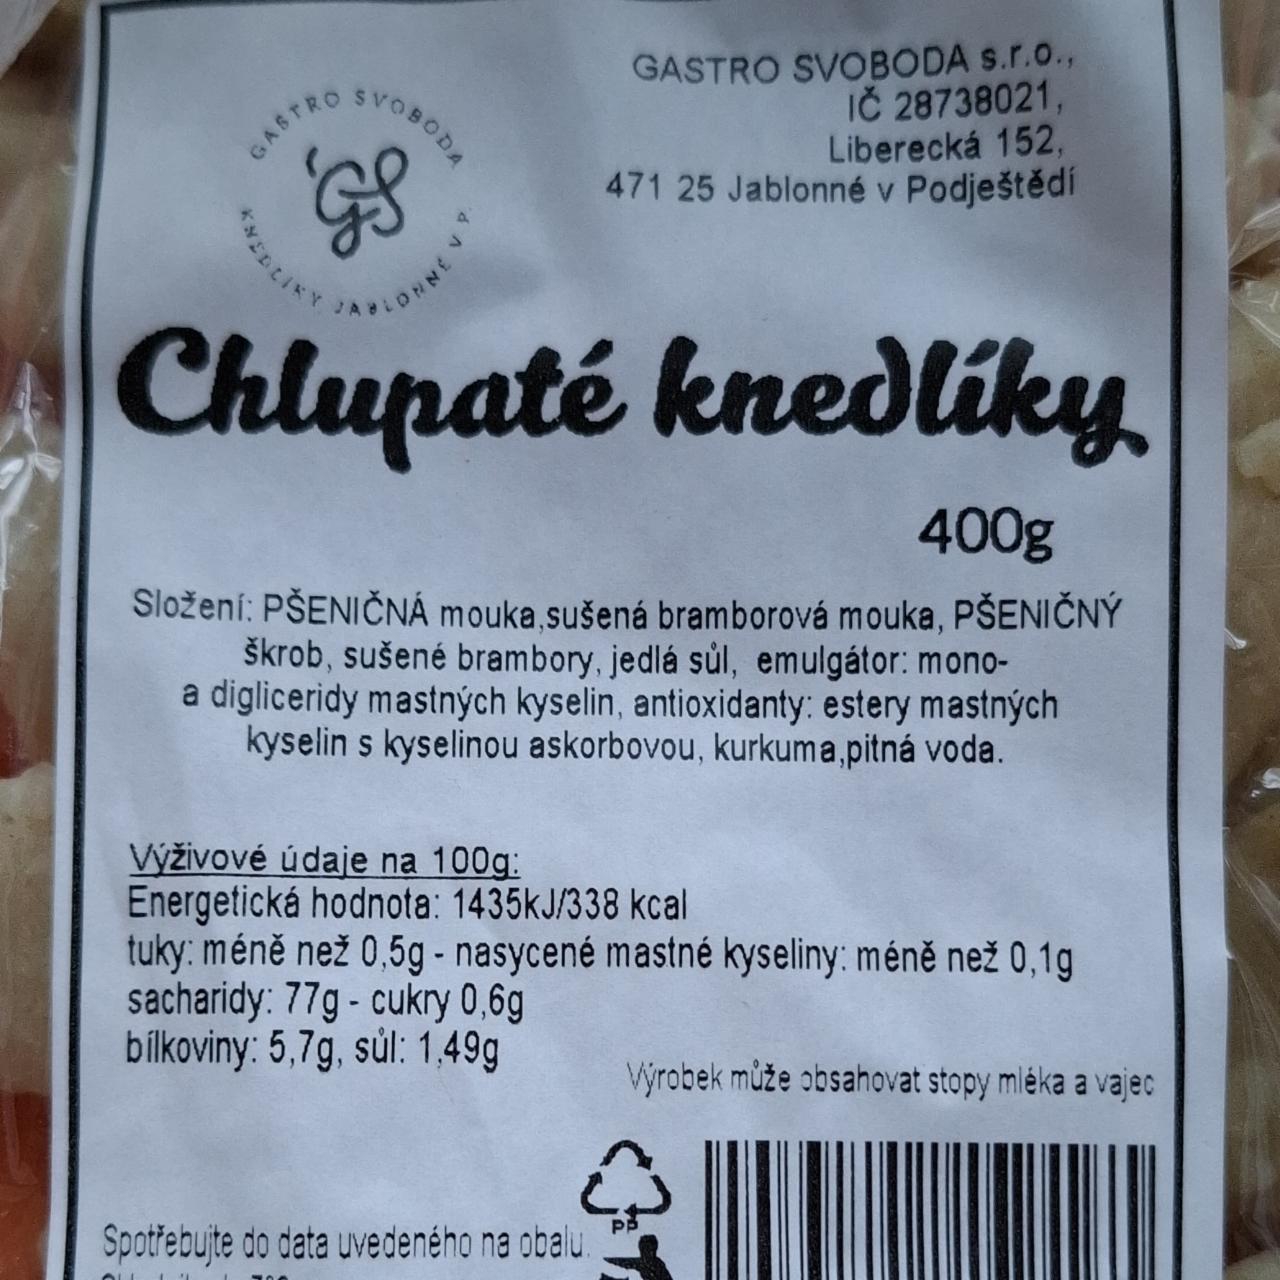 GASTRO SVOBODA
GS
KNEDLÍKY JABLONNÉ V P.
GASTRO SVOBODA s.r.o.,
IČ 28738021,
Liberecká 152,
471 25 Jablonné v Podještědí
Chlupaté knedlíky
400g
Složení: PŠENIČNÁ mouka,sušená bramborová mouka, PŠENIČNÝ
škrob, sušené brambory, jedlá sůl, emulgátor: mono-
a digliceridy mastných kyselin, antioxidanty: estery mastných
kyselin s kyselinou askorbovou, kurkuma,pitná voda.
Výživové údaje na 100g:
Energetická hodnota: 1435kJ/338 kcal
tuky: méně než 0,5g - nasycené mastné kyseliny: méně než 0,1g
sacharidy: 77g - cukry 0,6g
bílkoviny: 5,7g, sůl: 1,49g
Výrobek může obsahovat stopy mléka a vajec
PP
Spotřebujte do data uvedeného na obalu.